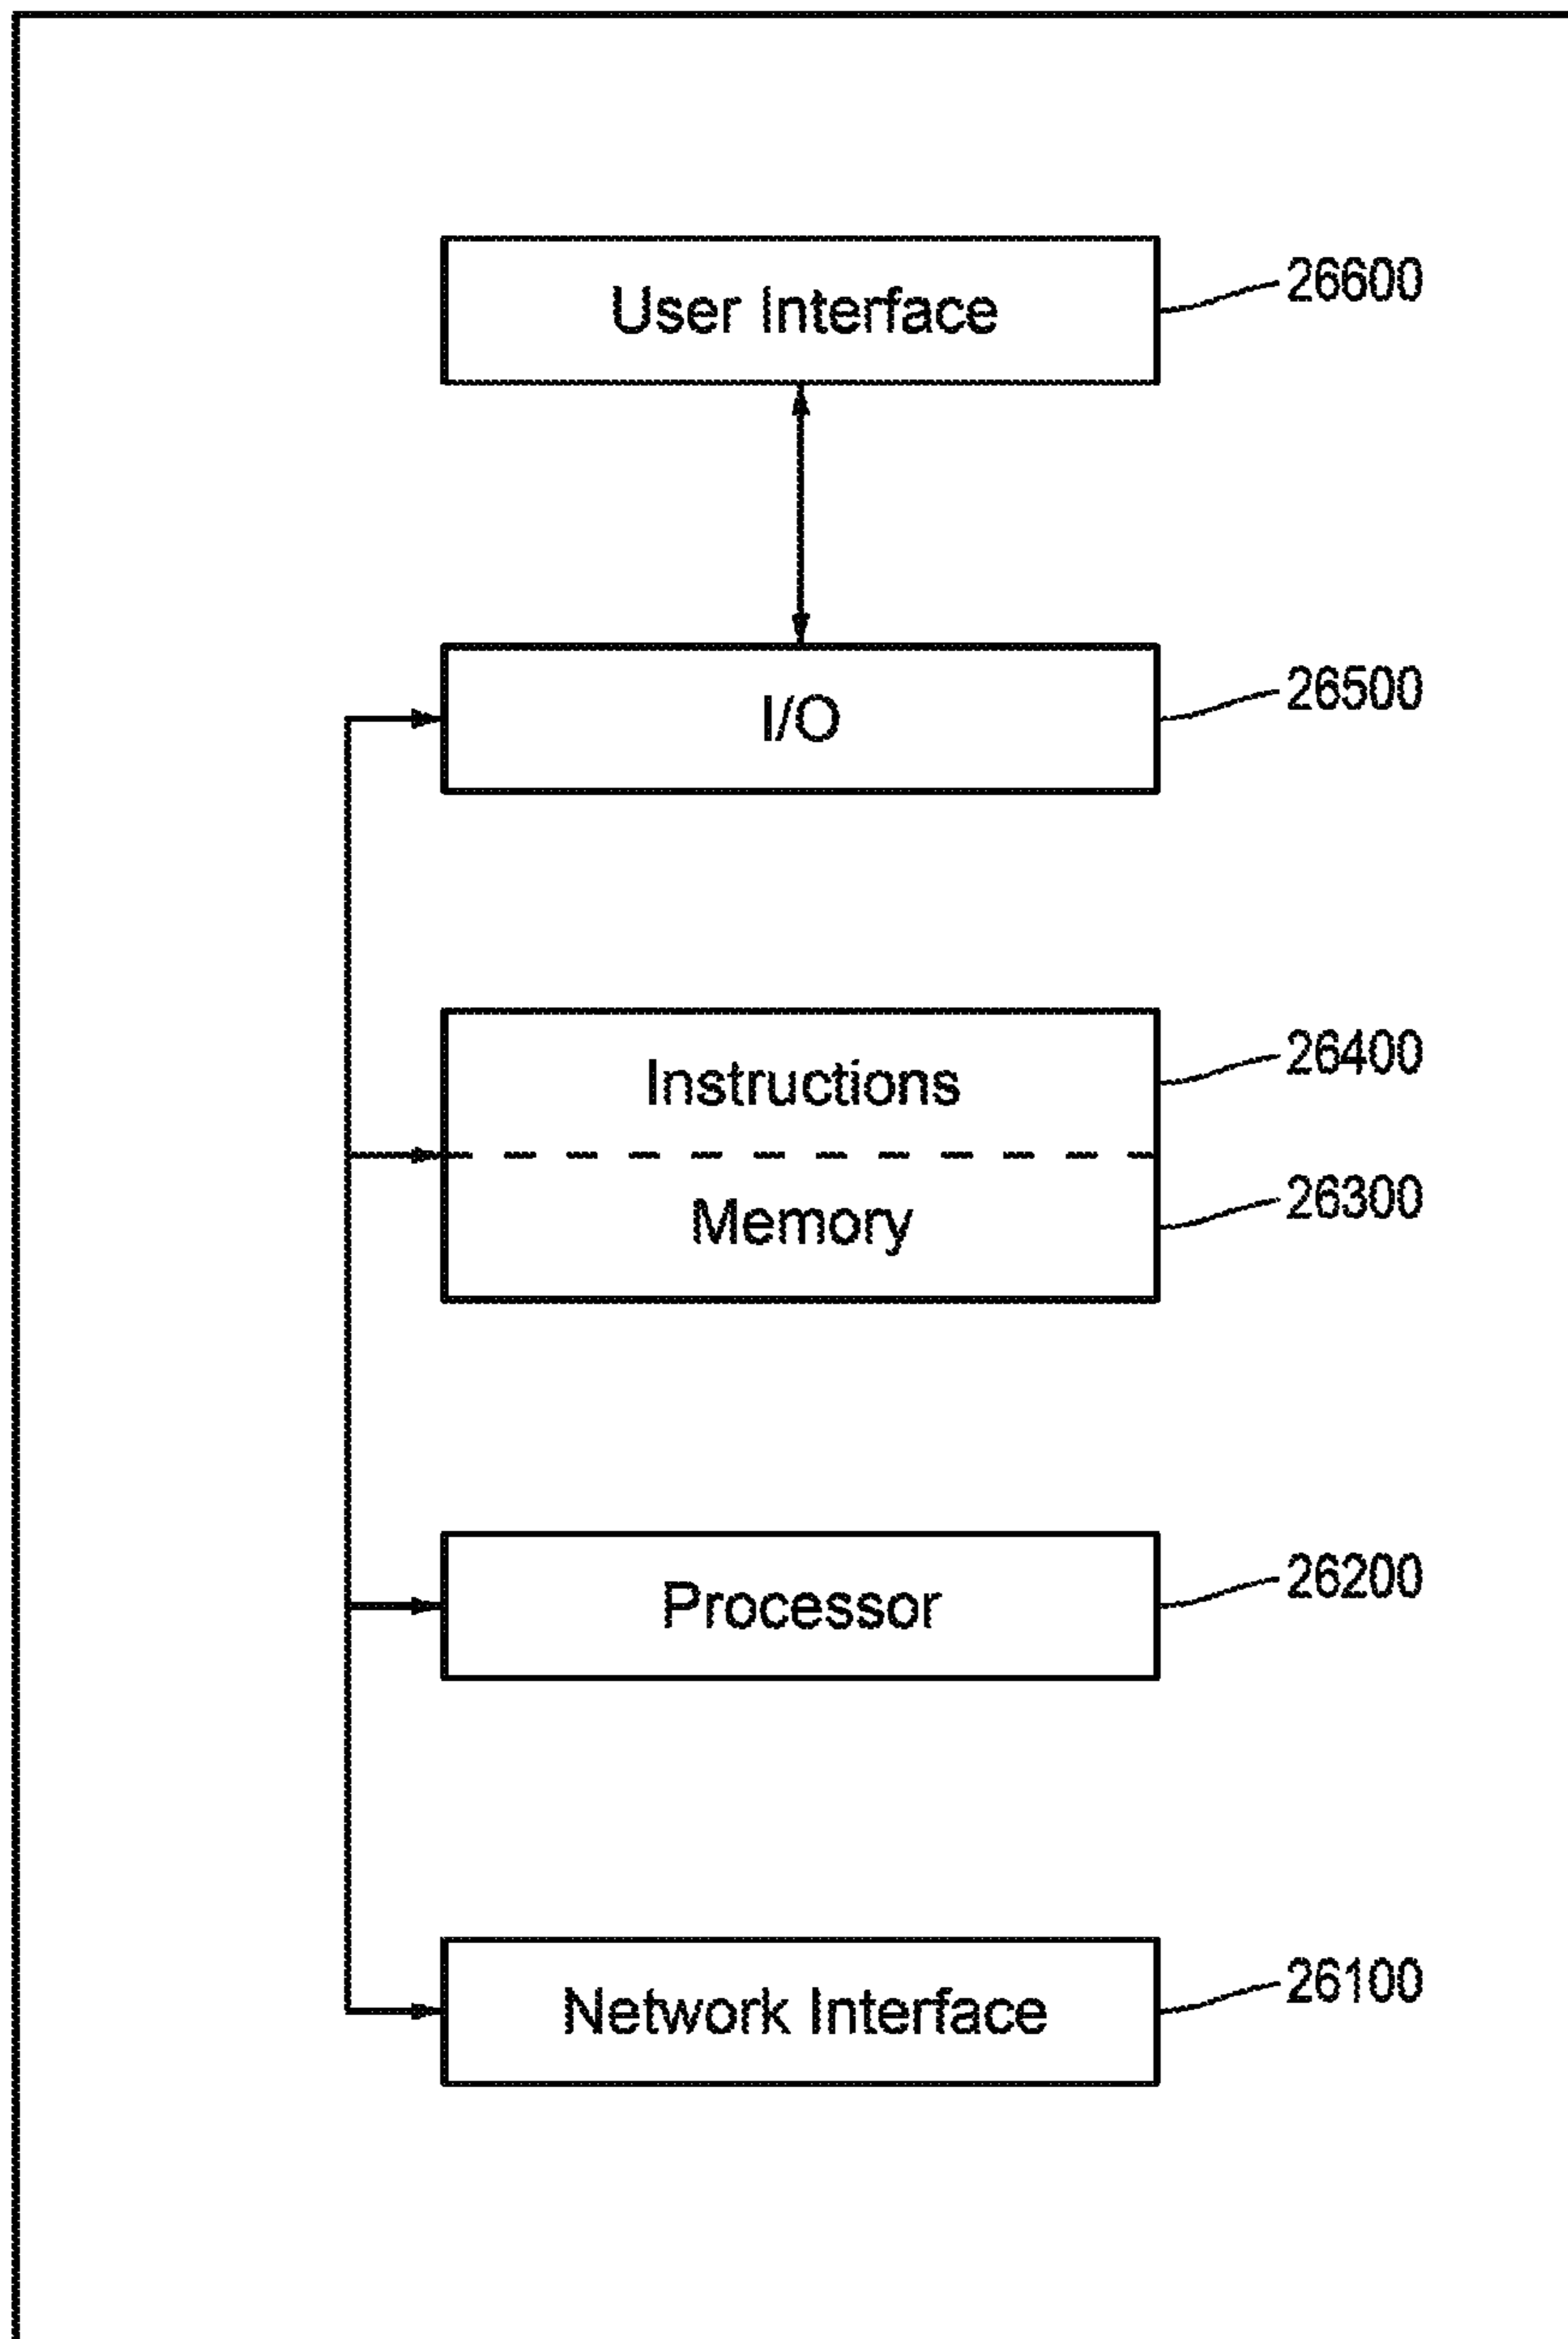 User Interface 26600
I/O 26500
Instructions 26400
Memory 26300
Processor 26200
Network Interface 26100